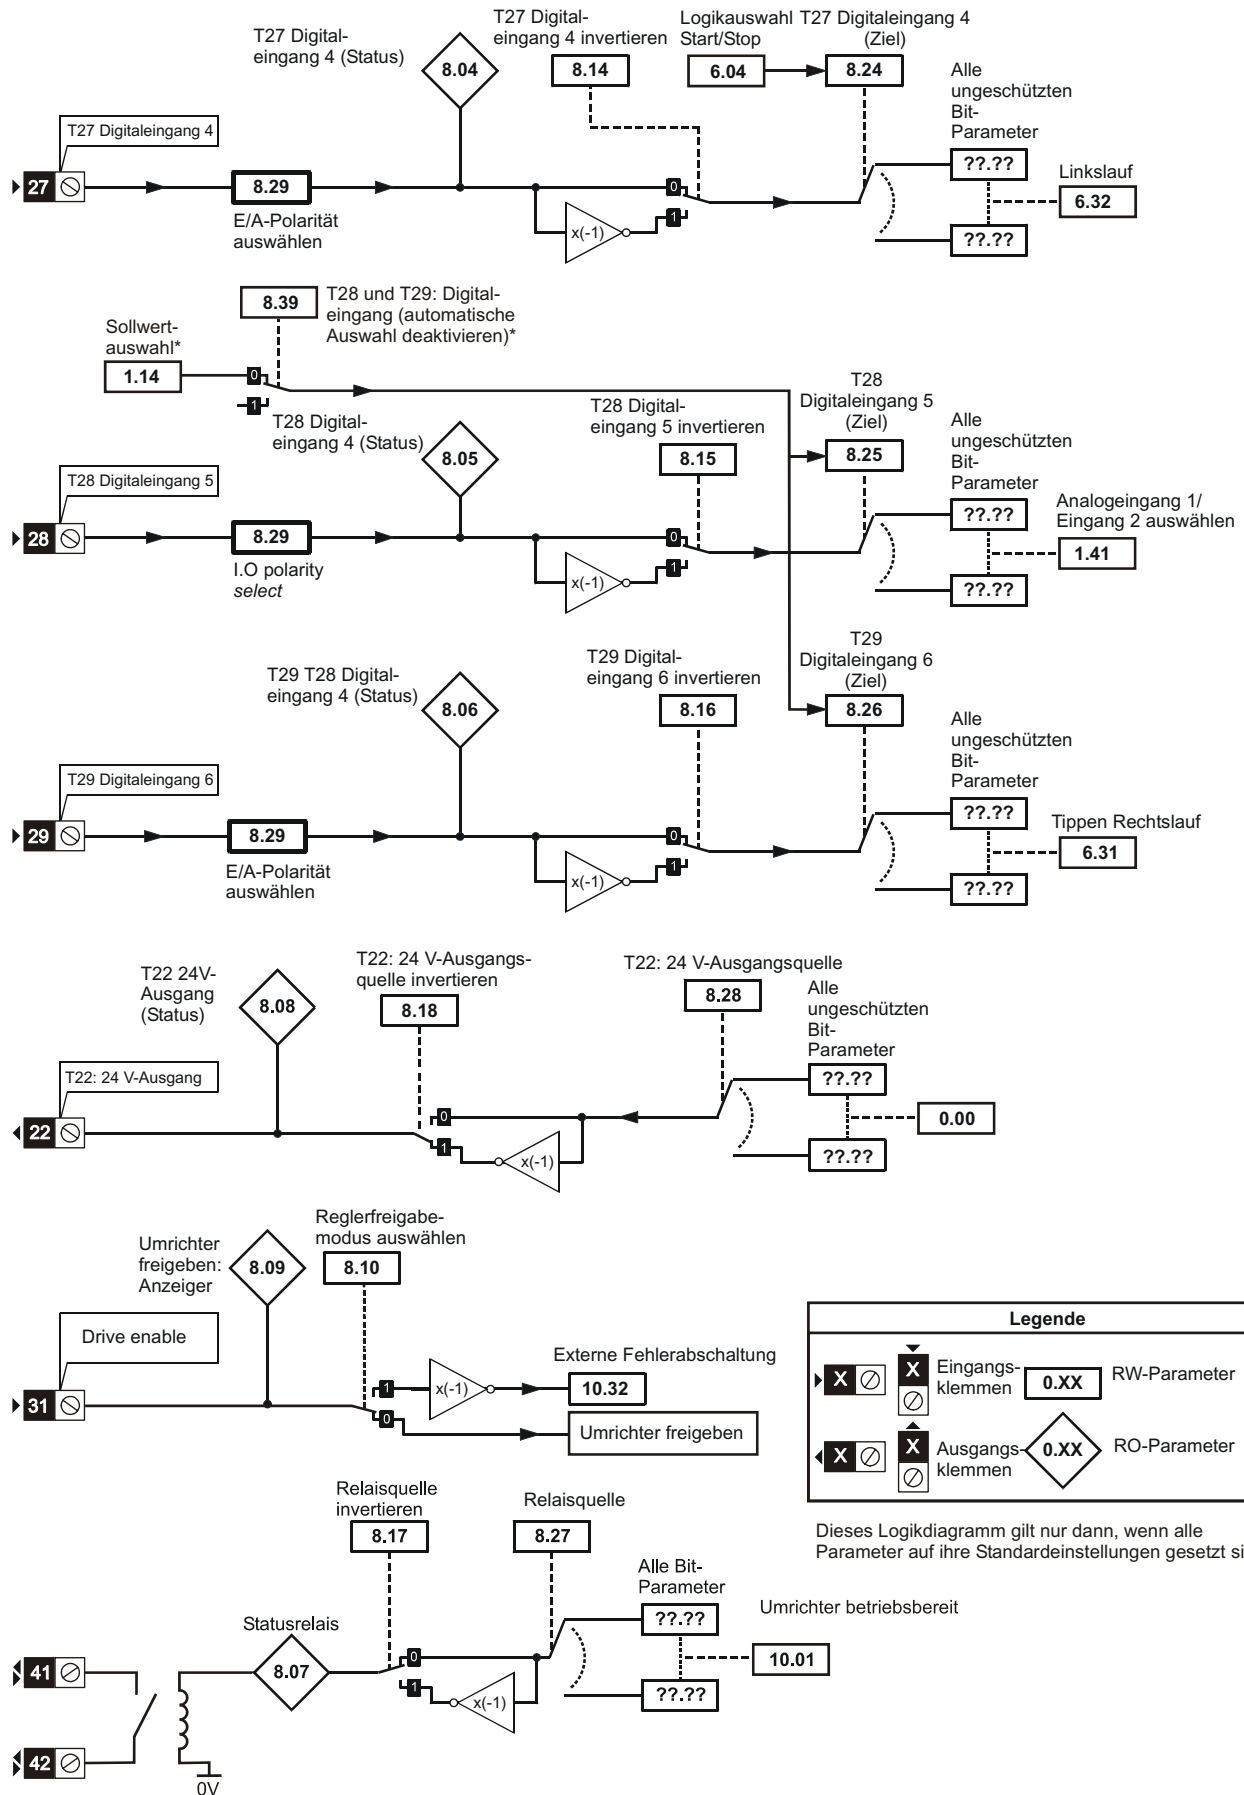 T27 Digital-
eingang 4 (Status)
8.04
T27 Digital-
eingang 4 invertieren
8.14
Logikauswahl
Start/Stop
6.04
T27 Digitaleingang 4
(Ziel)
8.24
Alle
ungeschützten
Bit-
Parameter
??.??
??.??
Linkslauf
6.32
T27 Digitaleingang 4
27
8.29
E/A-Polarität
auswählen
0
1
x(-1)
8.39
T28 und T29: Digital-
eingang (automatische
Auswahl deaktivieren)*
Sollwert-
auswahl*
1.14
0
1
T28 Digital-
eingang 4 (Status)
8.05
T28 Digital-
eingang 5 invertieren
8.15
T28
Digitaleingang 5
(Ziel)
8.25
Alle
ungeschützten
Bit-
Parameter
??.??
??.??
Analogeingang 1/
Eingang 2 auswählen
1.41
T28 Digitaleingang 5
28
8.29
I.O polarity
select
0
1
x(-1)
T29 T28 Digital-
eingang 4 (Status)
8.06
T29 Digital-
eingang 6 invertieren
8.16
T29
Digitaleingang 6
(Ziel)
8.26
Alle
ungeschützten
Bit-
Parameter
??.??
??.??
Tippen Rechtslauf
6.31
T29 Digitaleingang 6
29
8.29
E/A-Polarität
auswählen
0
1
x(-1)
T22 24V-
Ausgang
(Status)
8.08
T22: 24 V-Ausgangs-
quelle invertieren
8.18
T22: 24 V-Ausgangsquelle
8.28
Alle
ungeschützten
Bit-
Parameter
??.??
??.??
0.00
T22: 24 V-Ausgang
22
0
1
x(-1)
Umrichter
freigeben:
Anzeiger
8.09
Reglerfreigabe-
modus auswählen
8.10
Drive enable
31
1
0
x(-1)
Externe Fehlerabschaltung
10.32
Umrichter freigeben
Legende
X
X
Eingangs-
klemmen
0.XX
RW-Parameter
X
X
Ausgangs-
klemmen
0.XX
RO-Parameter
Dieses Logikdiagramm gilt nur dann, wenn alle
Parameter auf ihre Standardeinstellungen gesetzt si
Relaisquelle
invertieren
8.17
Relaisquelle
8.27
Alle Bit-
Parameter
??.??
??.??
Umrichter betriebsbereit
10.01
Statusrelais
8.07
0
1
x(-1)
41
42
0V